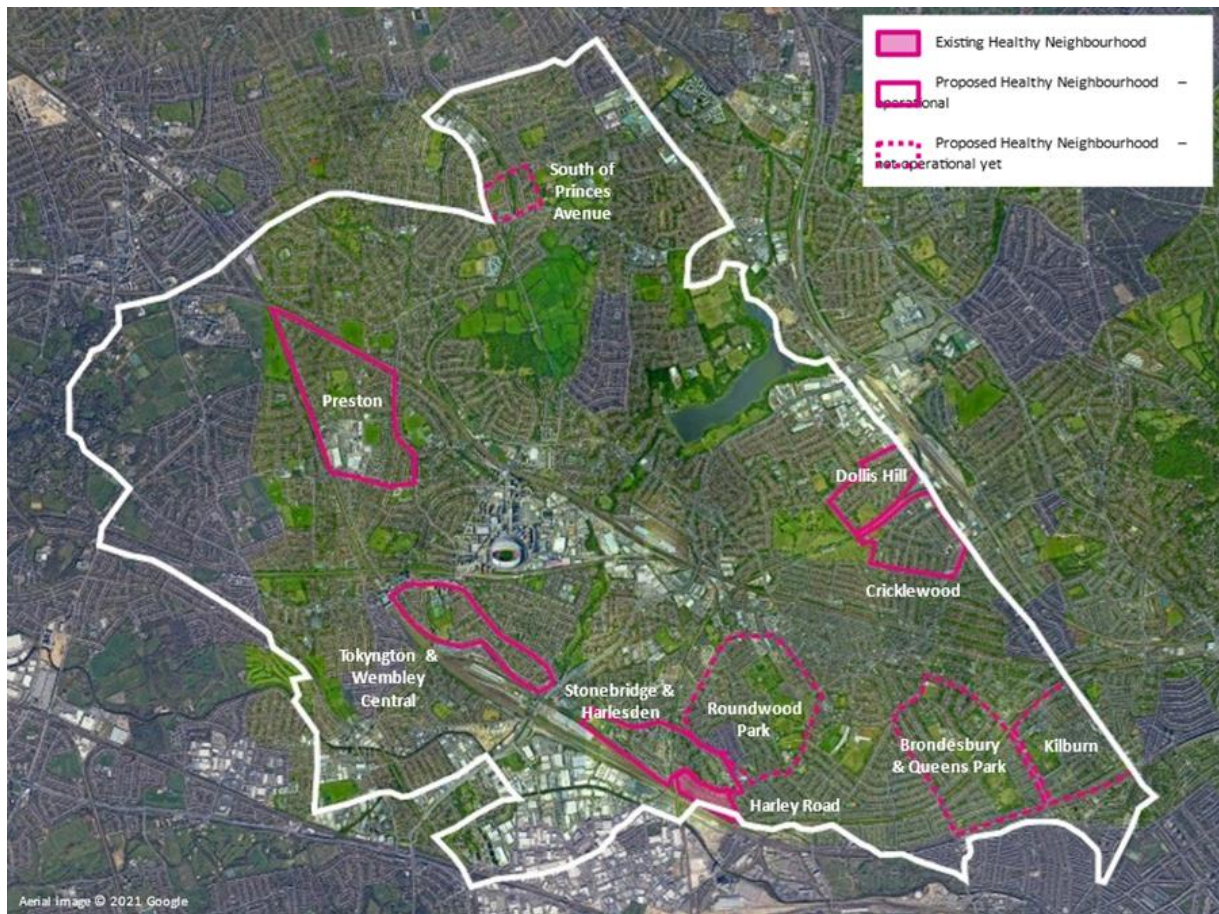 Existing Healthy Neighbourhood
Proposed Healthy Neighbourhood –
operational
Proposed Healthy Neighbourhood –
not operational yet
South of
Princes
Avenue
Preston
Dollis Hill
Cricklewood
Tokyngton &
Wembley
Central
Stonebridge &
Harlesden
Roundwood
Park
Brondesbury
& Queens Park
Kilburn
Harley Road
Aerial image © 2021 Google